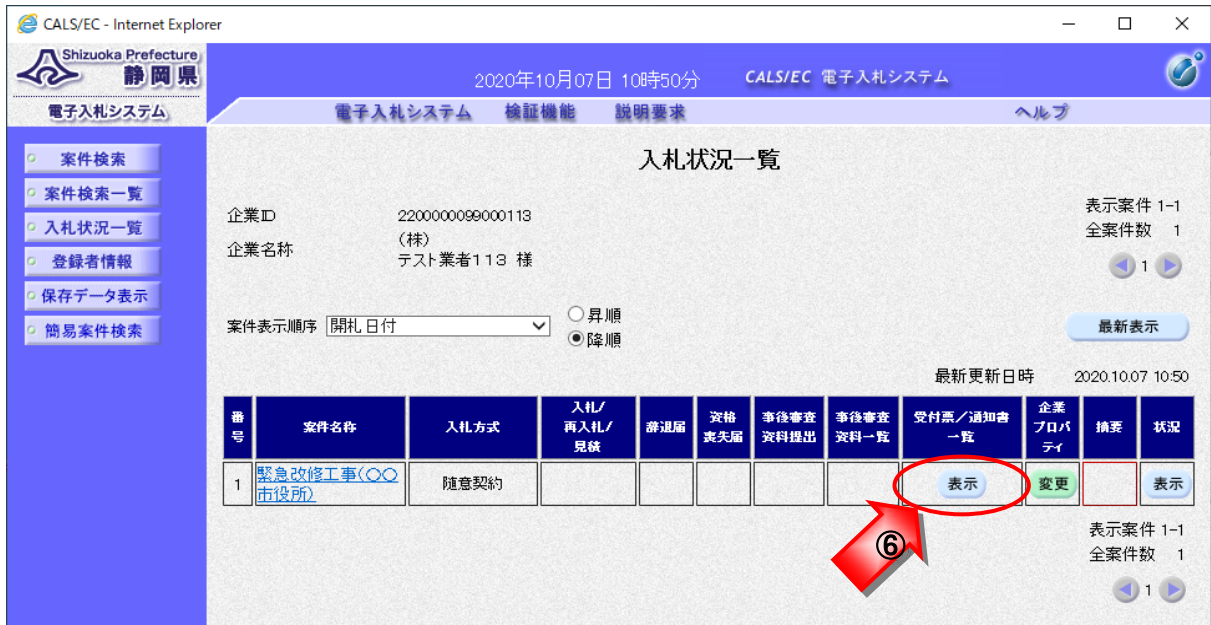 CALS/EC - Internet Explorer
Shizuoka Prefecture
静岡県
2020年10月07日 10時50分
CALS/EC 電子入札システム
電子入札システム
電子入札システム 検証機能 説明要求 ヘルプ
案件検索
案件検索一覧
入札状況一覧
登録者情報
保存データ表示
簡易案件検索
入札状況一覧
企業ID 2200000099000113
企業名称 (株)
テスト業者113 様
表示案件 1-1
全案件数 1
1
案件表示順序 開札日付
昇順
降順
最新表示
最新更新日時 2020.10.07 10:50
番号
案件名称
入札方式
入札/
再入札/
見積
辞退届
資格
喪失届
事後審査
資料提出
事後審査
資料一覧
受付票/通知書
一覧
企業
プロパ
ティ
摘要
状況
1
緊急改修工事(〇〇
市役所)
随意契約
表示
変更
表示
⑥
表示案件 1-1
全案件数 1
1